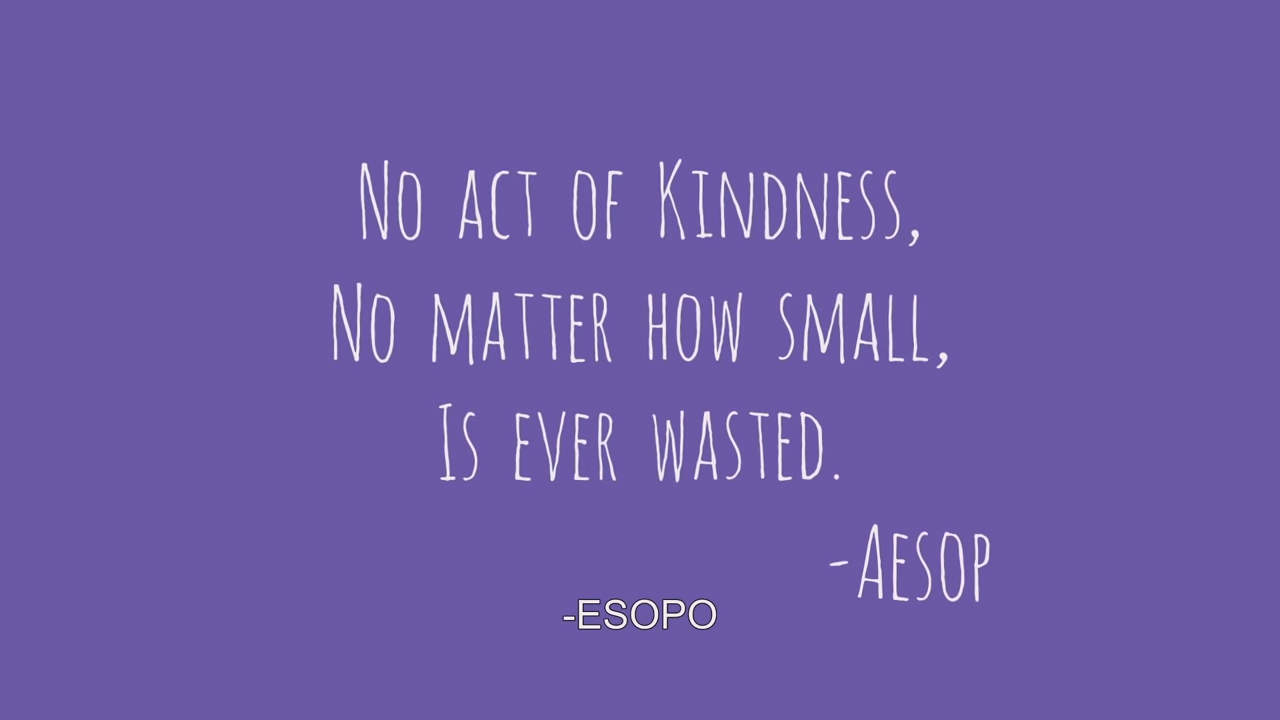 No act of Kindness,
No matter how small,
Is ever wasted.
-Aesop
-ESOPO